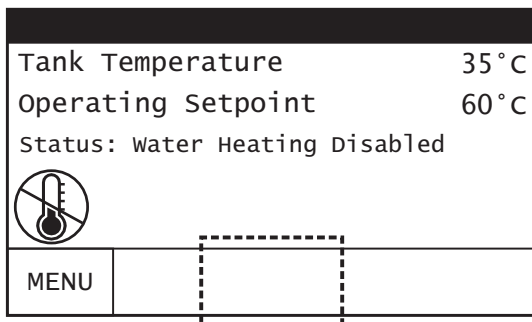 Tank Temperature 35°C
Operating Setpoint 60°C
Status: Water Heating Disabled
MENU